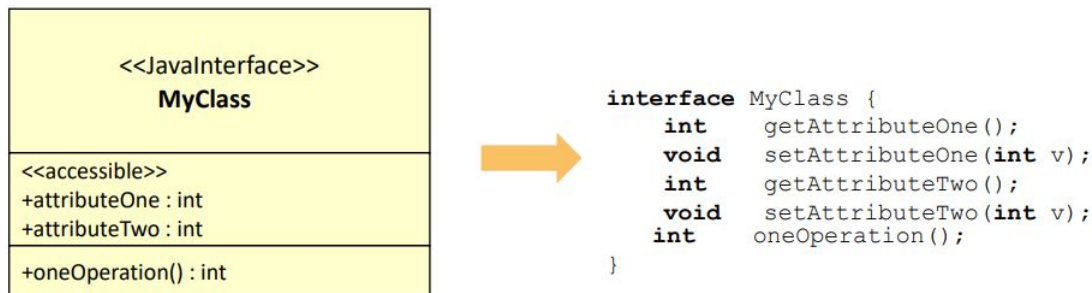 <<JavaInterface>>
MyClass
<<accessible>>
+attributeOne : int
+attributeTwo : int
+oneOperation() : int
interface MyClass {
int getAttributeOne();
void setAttributeOne(int v);
int getAttributeTwo();
void setAttributeTwo(int v);
int oneOperation();
}